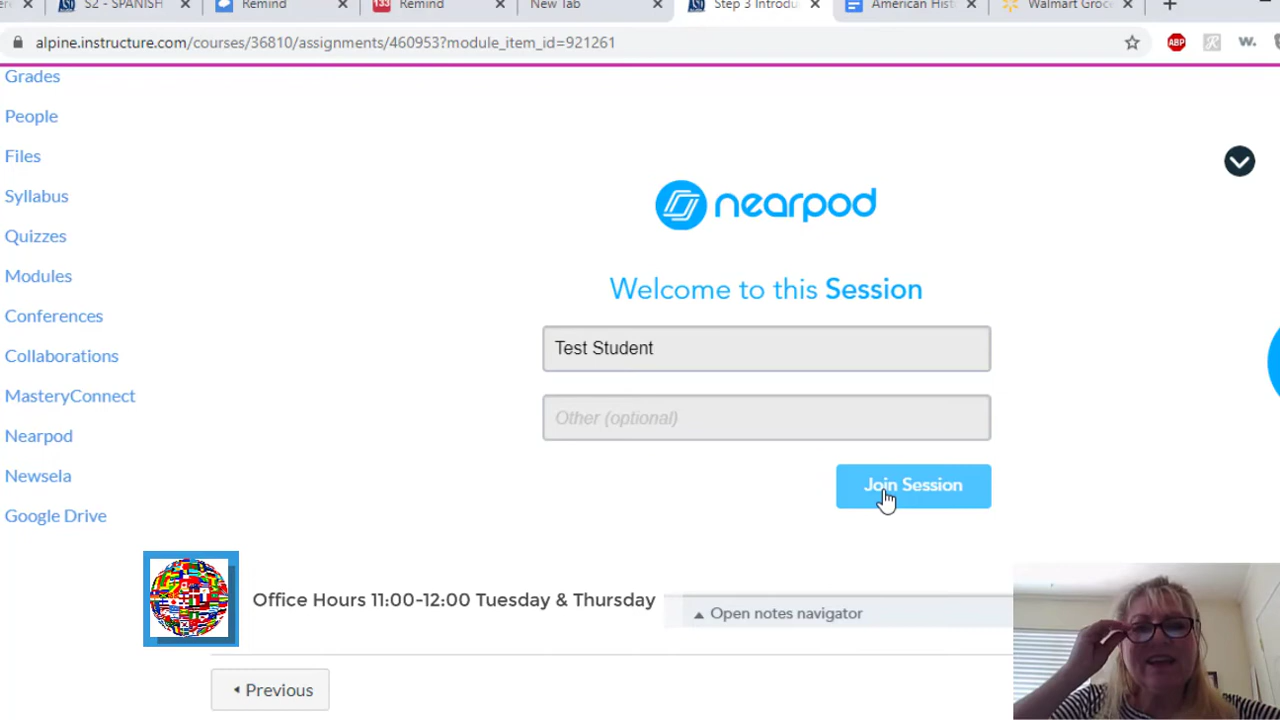 S2 - SPANISH
Remind
133 Remind
New Tab
Step 3 Introdu
American Hist
Walmart Groc
alpine.instructure.com/courses/36810/assignments/460953?module_item_id=921261
ABP
w.
Grades
People
Files
Syllabus
Quizzes
Modules
Conferences
Collaborations
MasteryConnect
Nearpod
Newsela
Google Drive
nearpod
Welcome to this Session
Test Student
Other (optional)
Join Session
Office Hours 11:00-12:00 Tuesday & Thursday
Open notes navigator
Previous